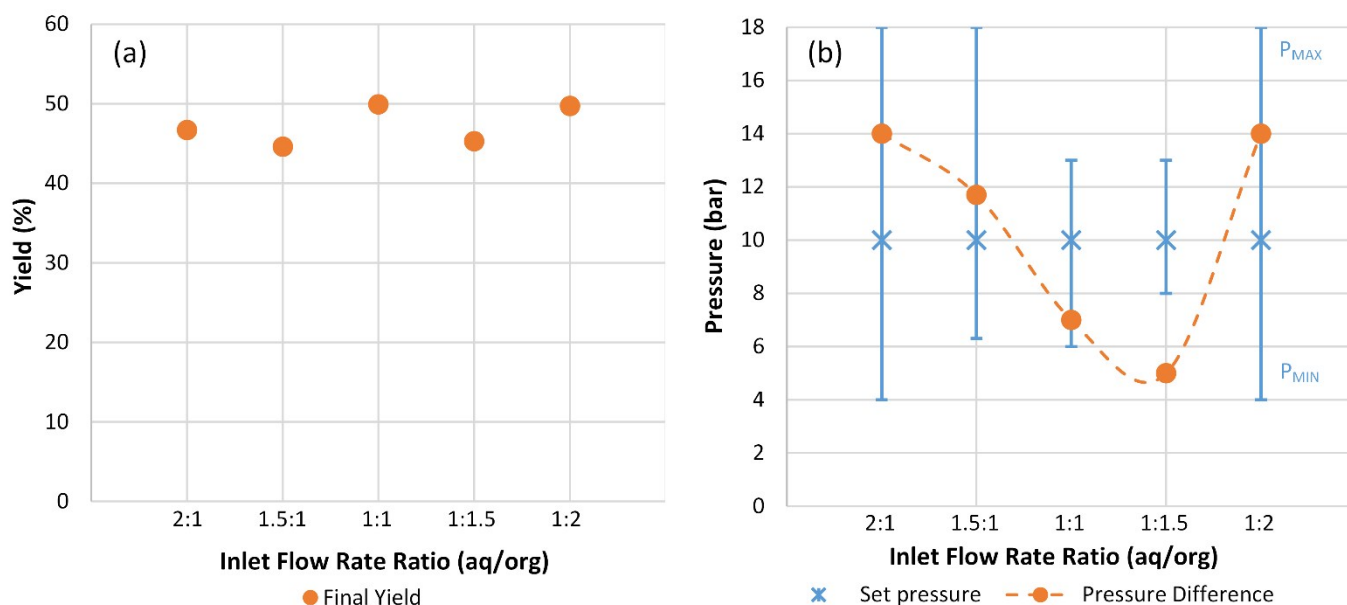 (a)
Yield (%)
60
50
40
30
20
10
0
2:1 1.5:1 1:1 1:1.5 1:2
Inlet Flow Rate Ratio (aq/org)
Final Yield
(b)
Pressure (bar)
18
16
14
12
10
8
6
4
2
0
PMAX
PMIN
2:1 1.5:1 1:1 1:1.5 1:2
Inlet Flow Rate Ratio (aq/org)
Set pressure Pressure Difference